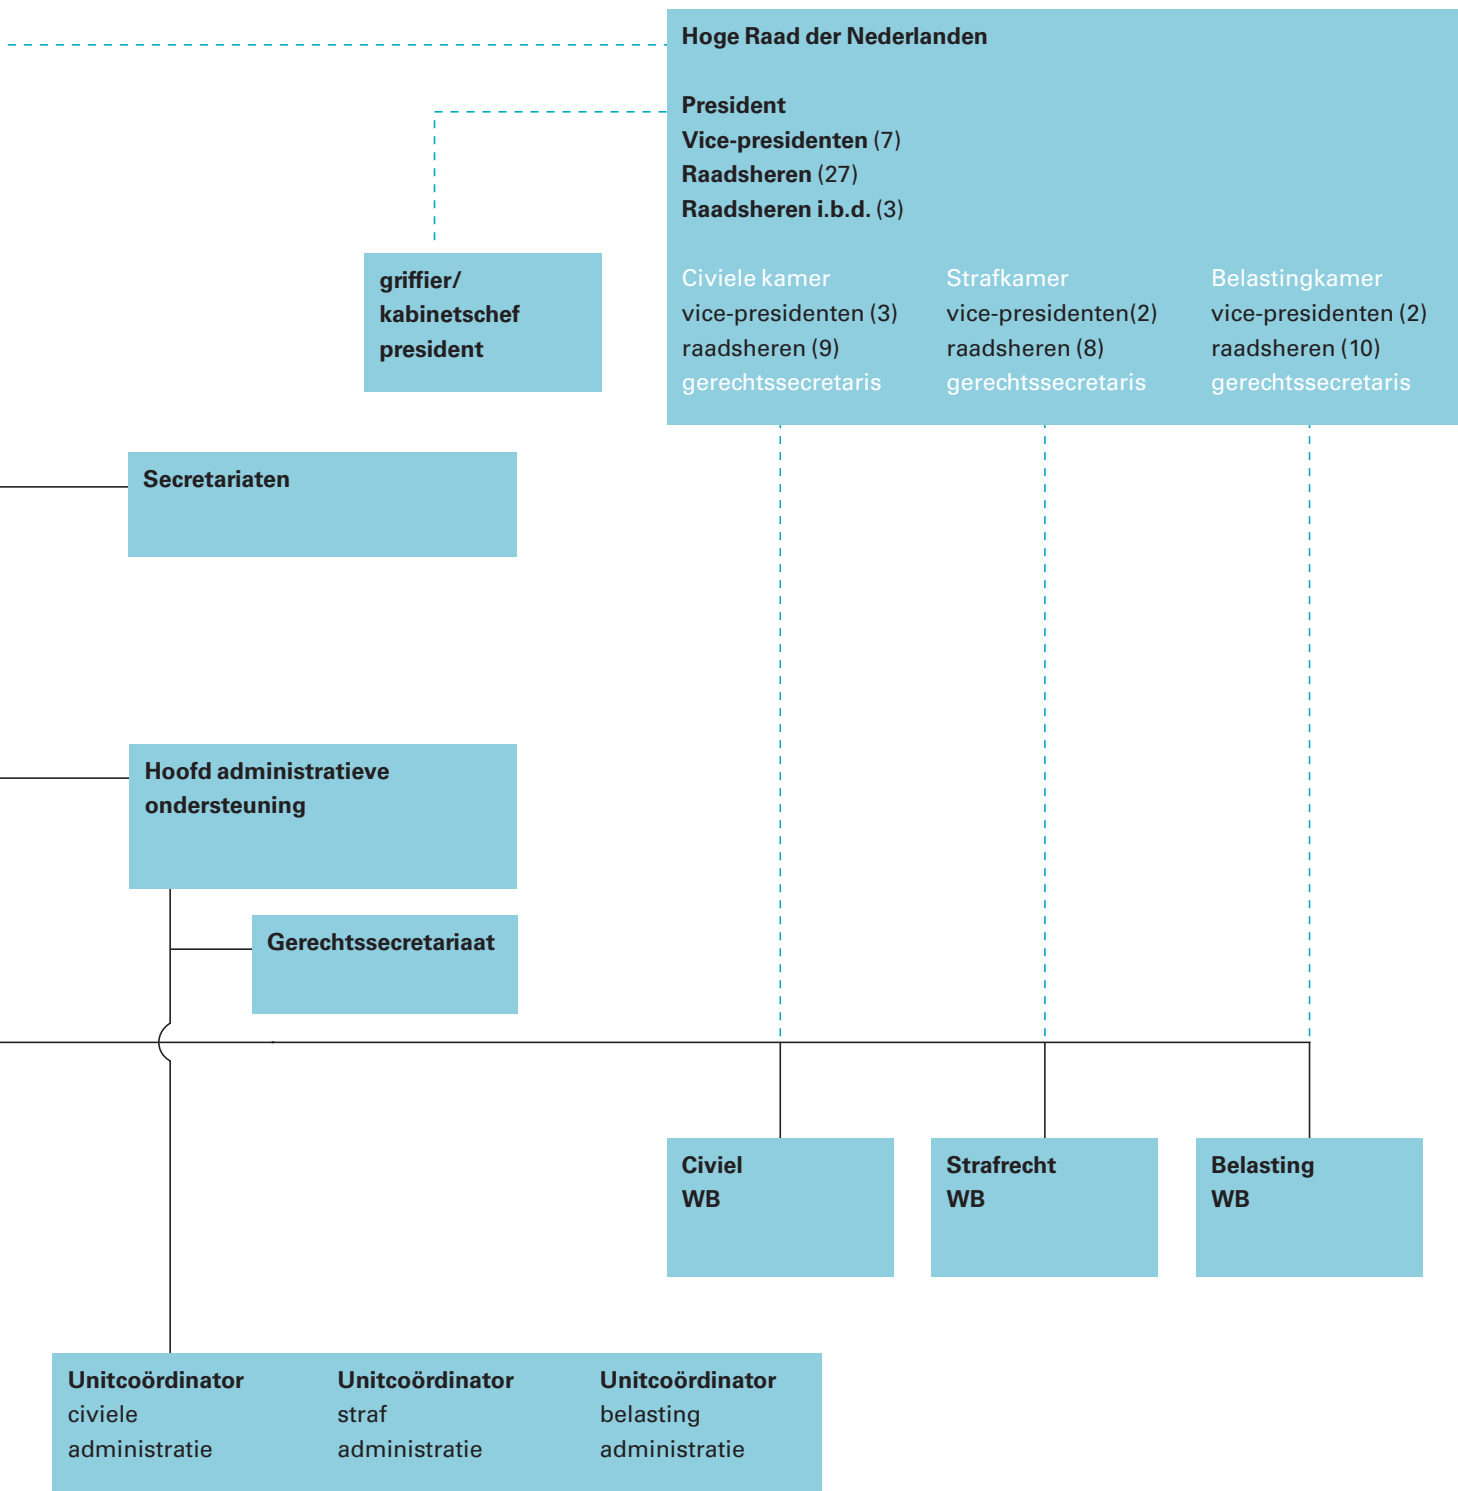 Hoge Raad der Nederlanden
President
Vice-presidenten (7)
Raadsheren (27)
Raadsheren i.b.d. (3)
Civiele kamer
vice-presidenten (3)
raadsheren (9)
gerechtssecretaris
Strafkamer
vice-presidenten(2)
raadsheren (8)
gerechtssecretaris
Belastingkamer
vice-presidenten (2)
raadsheren (10)
gerechtssecretaris
griffier/
kabinetschef
president
Secretariaten
Hoofd administratieve
ondersteuning
Gerechtssecretariaat
Civiel
WB
Strafrecht
WB
Belasting
WB
Unitcoördinator
civiele
administratie
Unitcoördinator
straf
administratie
Unitcoördinator
belasting
administratie